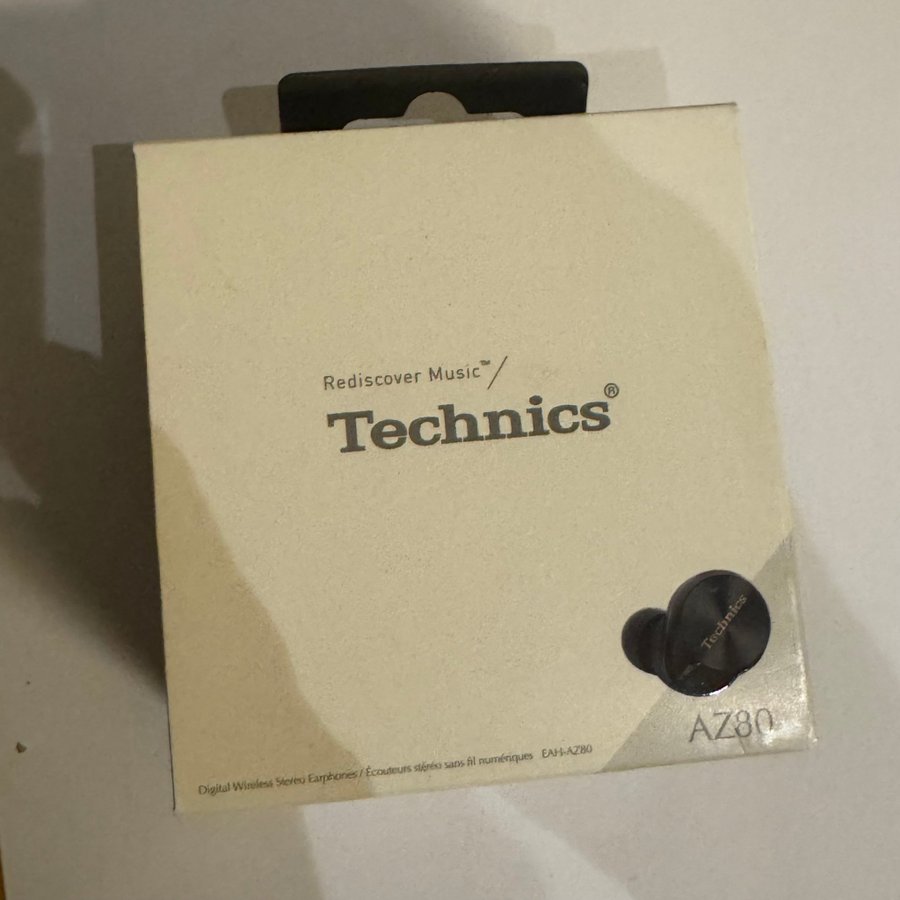 Rediscover Music™/
Technics®
Technics
AZ80
Digital Wireless Stereo Earphones / Écouteurs stéréo sans fil numériques EAH-AZ80